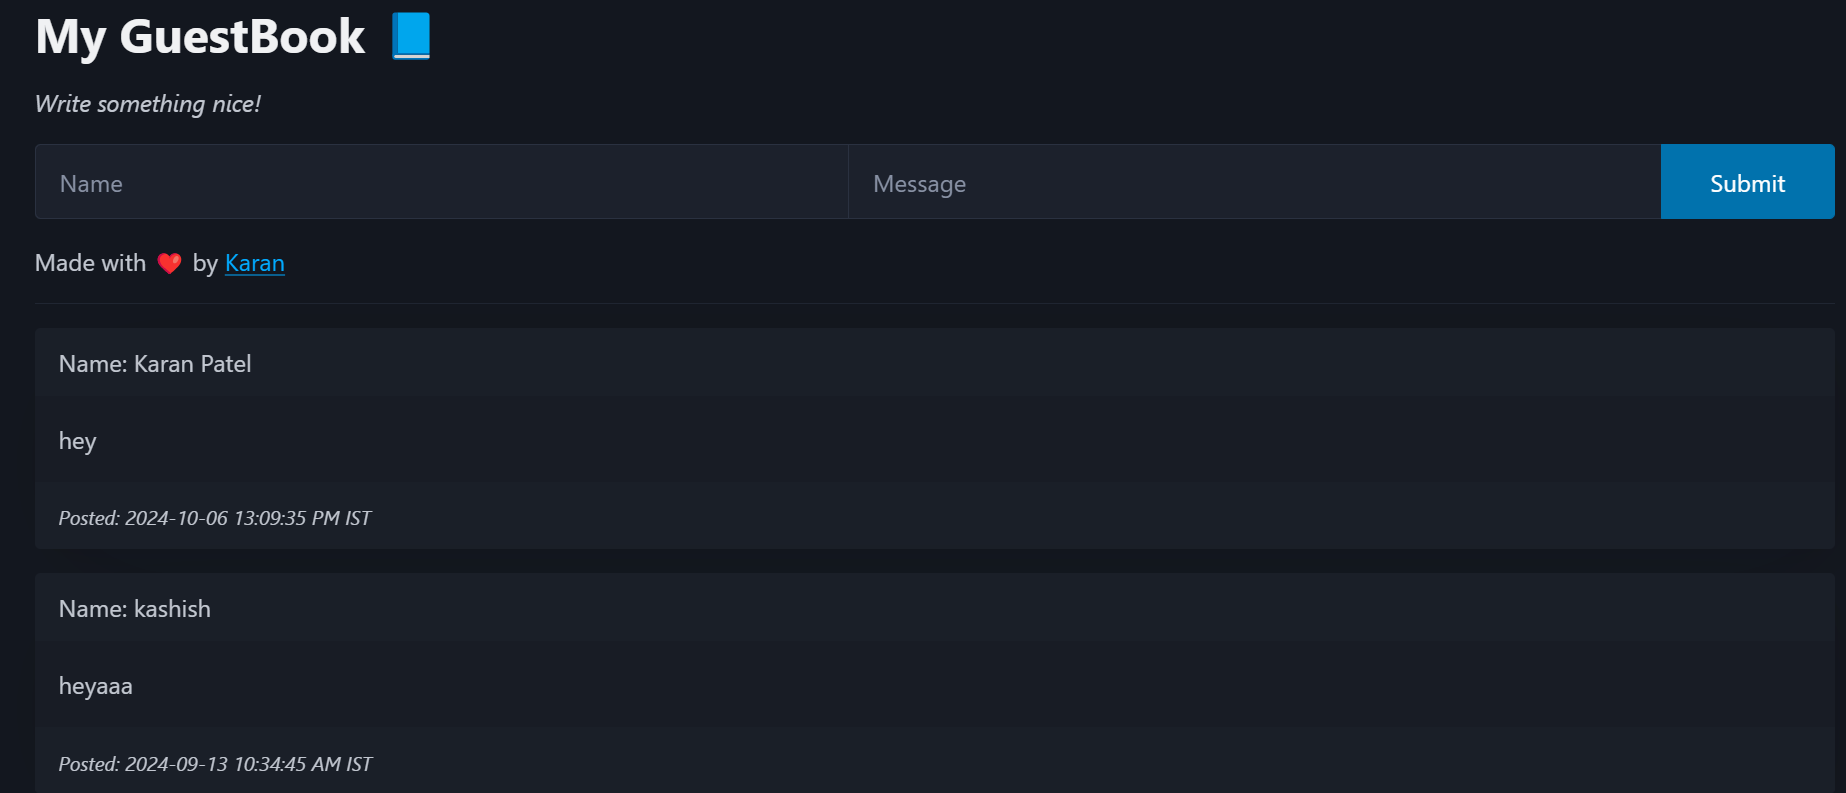 My GuestBook 📘
Write something nice!
Name Message Submit
Made with ❤️ by Karan
Name: Karan Patel
hey
Posted: 2024-10-06 13:09:35 PM IST
Name: kashish
heyaaa
Posted: 2024-09-13 10:34:45 AM IST